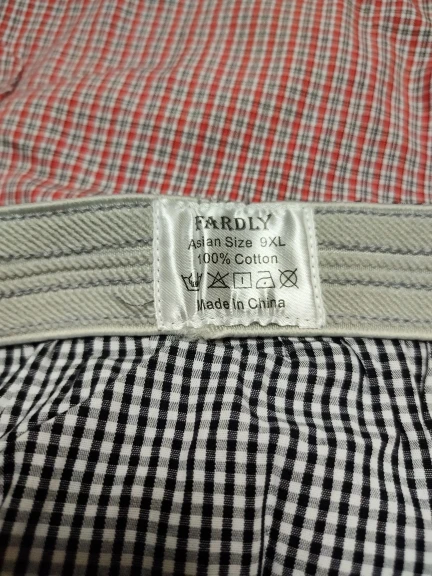 FARDLY
Asian Size 9XL
100% Cotton
Made In China